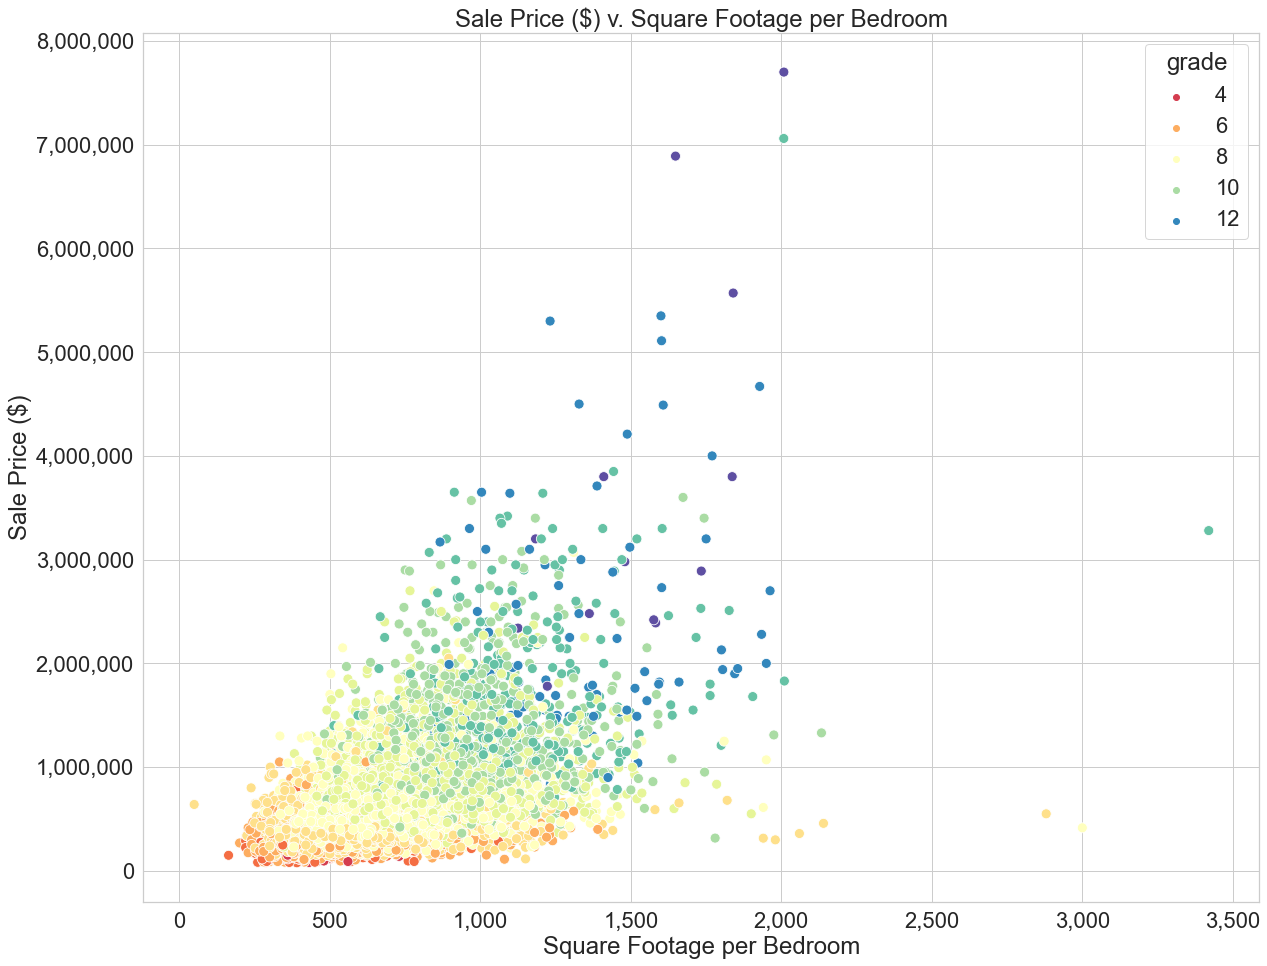 Sale Price ($) v. Square Footage per Bedroom
8,000,000
7,000,000
6,000,000
5,000,000
4,000,000
3,000,000
2,000,000
1,000,000
0
Sale Price ($)
grade
4
6
8
10
12
0 500 1,000 1,500 2,000 2,500 3,000 3,500
Square Footage per Bedroom